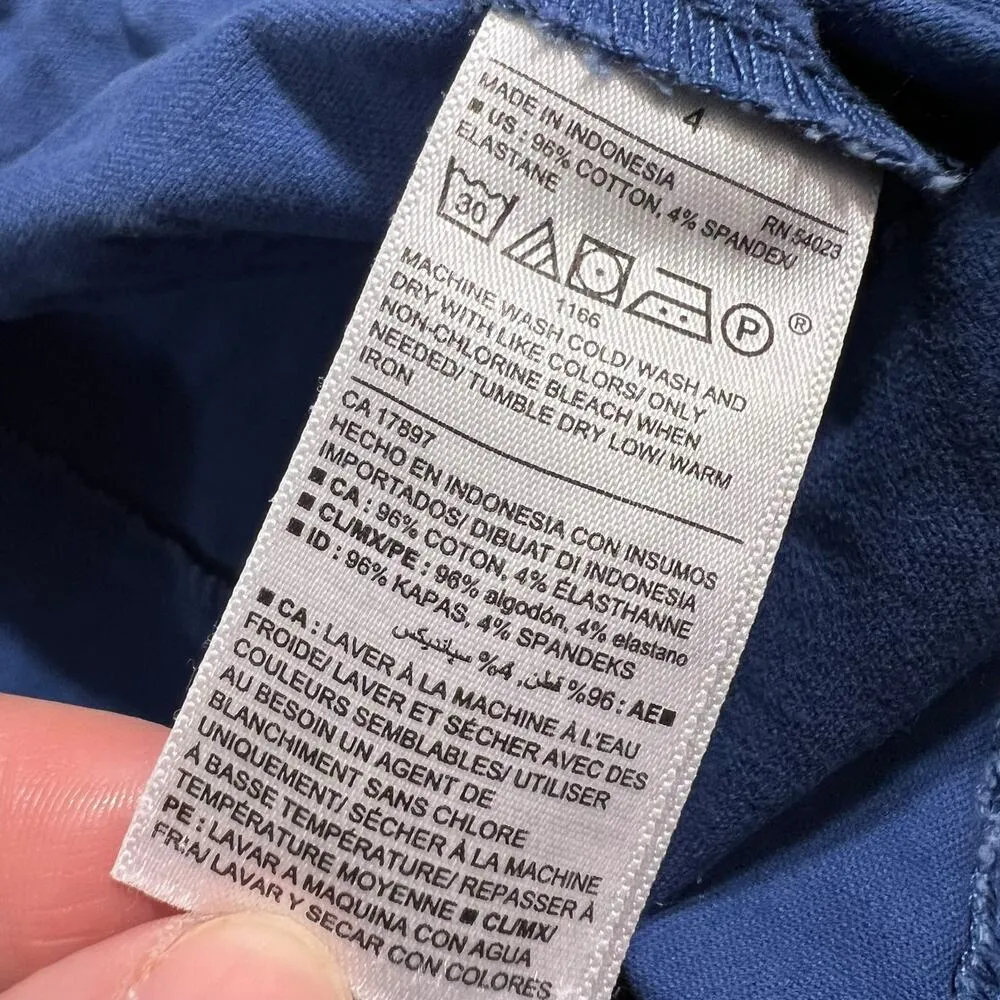 4
MADE IN INDONESIA
RN 54023
■ US : 96% COTTON, 4% SPANDEX/
ELASTANE
30
P ®
1166
MACHINE WASH COLD/ WASH AND
DRY WITH LIKE COLORS/ ONLY
NON-CHLORINE BLEACH WHEN
NEEDED/ TUMBLE DRY LOW/ WARM
IRON
CA 17897
HECHO EN INDONESIA CON INSUMOS
IMPORTADOS/ DIBUAT DI INDONESIA
■ CA : 96% COTON, 4% ÉLASTHANNE
■ CL/MX/PE : 96% algodón, 4% elastano
■ ID : 96% KAPAS, 4% SPANDEKS
■AE : 96% قطن, 4% سباندیکس
■ CA : LAVER À LA MACHINE À L'EAU
FROIDE/ LAVER ET SÉCHER AVEC DES
COULEURS SEMBLABLES/ UTILISER
AU BESOIN UN AGENT DE
BLANCHIMENT SANS CHLORE
UNIQUEMENT/ SÉCHER À LA MACHINE
À BASSE TEMPÉRATURE/ REPASSER À
TEMPÉRATURE MOYENNE ■ CL/MX/
PE : LAVAR A MAQUINA CON AGUA
FRIA/ LAVAR Y SECAR CON COLORES